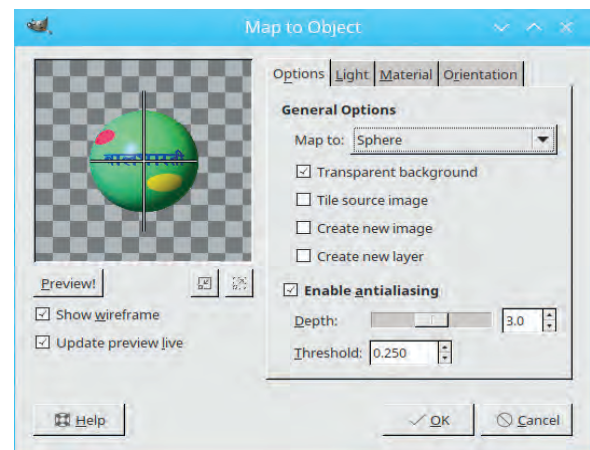 Map to Object
Options Light Material Orientation
General Options
Map to: Sphere
Transparent background
Tile source image
Create new image
Create new layer
Enable antialiasing
Depth: 3.0
Threshold: 0.250
Preview!
Show wireframe
Update preview live
Help
OK
Cancel